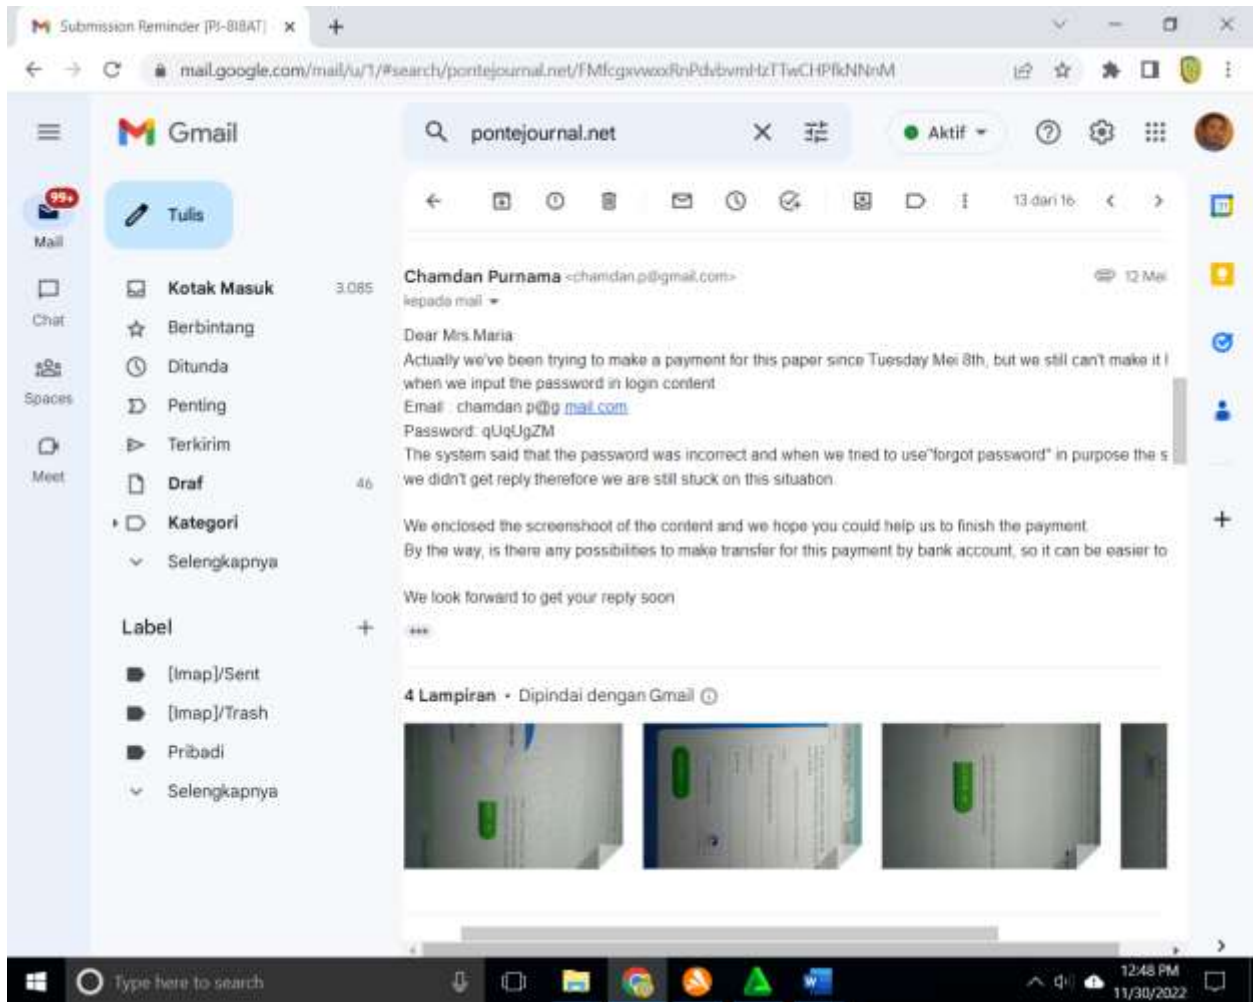 Submission Reminder [PJ-8I8AT]
mail.google.com/mail/u/1/#search/pontejournal.net/
Gmail
pontejournal.net
Aktif
99+
Mail
Chat
Spaces
Meet
Tulis
Kotak Masuk 3.085
Berbintang
Ditunda
Penting
Terkirim
Draf 46
Kategori
Selengkapnya
Label
[Imap]/Sent
[Imap]/Trash
Pribadi
Selengkapnya
13 dari 16
Chamdan Purnama <chamdan.p@gmail.com> 12 Mei
kepada mail
Dear Mrs.Maria
Actually we've been trying to make a payment for this paper since Tuesday Mei 8th, but we still can't make it
when we input the password in login content
Email : chamdan p@g mail.com
Password: qUqUgZM
The system said that the password was incorrect and when we tried to use"forgot password" in purpose the s
we didn't get reply therefore we are still stuck on this situation
We enclosed the screenshoot of the content and we hope you could help us to finish the payment.
By the way, is there any possibilities to make transfer for this payment by bank account, so it can be easier to
We look forward to get your reply soon
4 Lampiran • Dipindai dengan Gmail
Type here to search
12:48 PM
11/30/2022